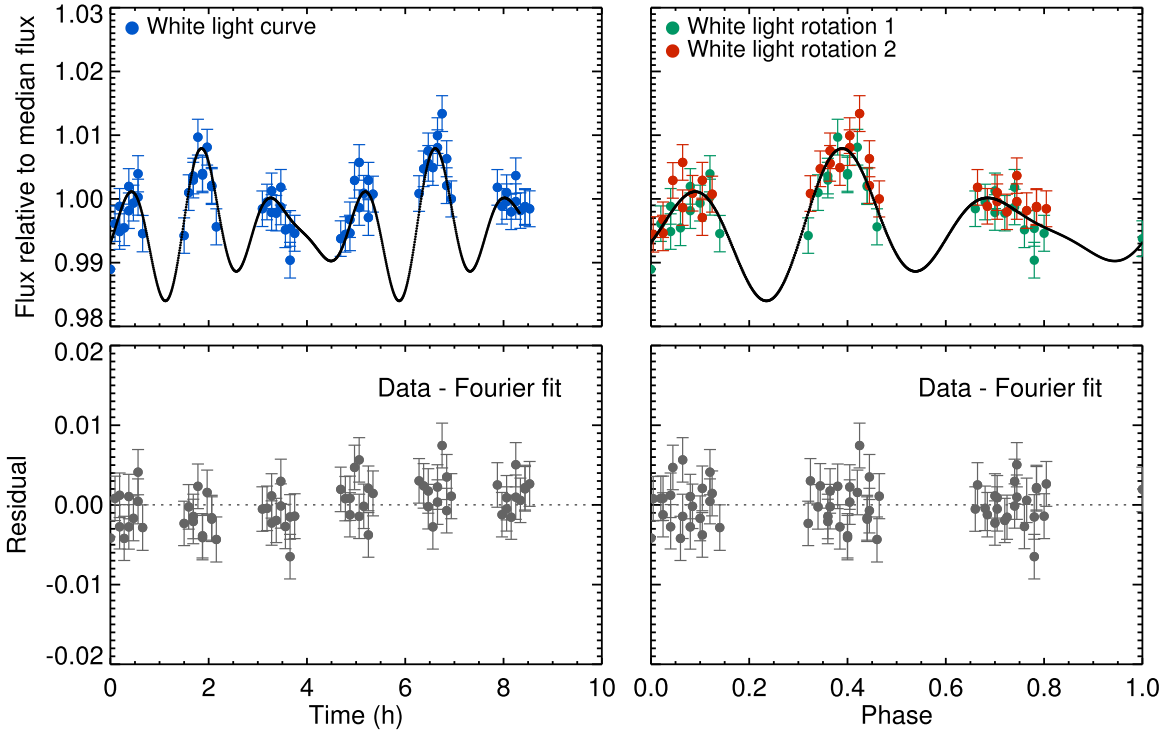 Flux relative to median flux
1.03
1.02
1.01
1.00
0.99
0.98
White light curve
White light rotation 1
White light rotation 2
Residual
0.02
0.01
0.00
-0.01
-0.02
Data - Fourier fit
Data - Fourier fit
0 2 4 6 8 10
Time (h)
0.0 0.2 0.4 0.6 0.8 1.0
Phase